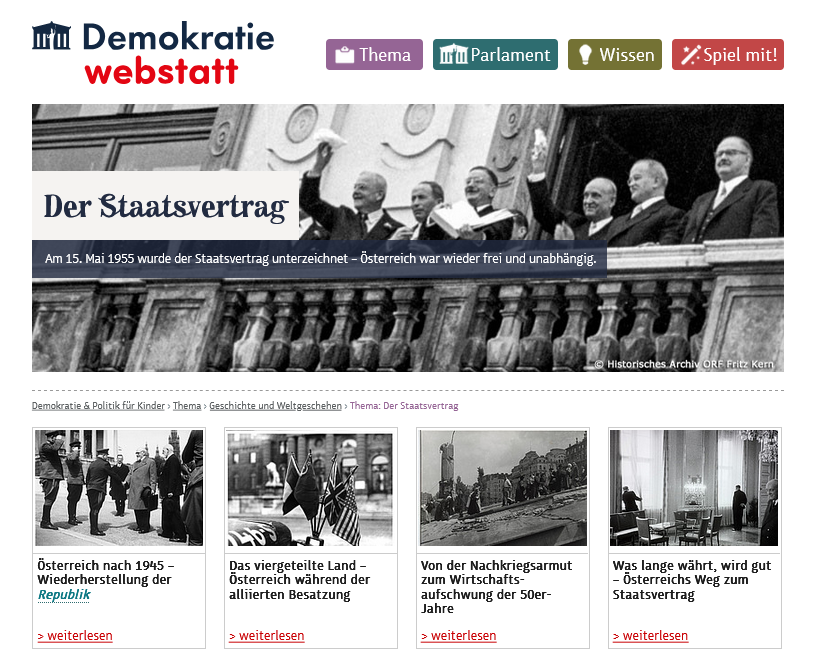 Demokratie
webstatt
Thema
Parlament
Wissen
Spiel mit!
Der Staatsvertrag
Am 15. Mai 1955 wurde der Staatsvertrag unterzeichnet – Österreich war wieder frei und unabhängig.
© Historisches Archiv ORF Fritz Kern
Demokratie & Politik für Kinder › Thema › Geschichte und Weltgeschehen › Thema: Der Staatsvertrag
Österreich nach 1945 –
Wiederherstellung der
Republik
> weiterlesen
Das viergeteilte Land –
Österreich während der
alliierten Besatzung
> weiterlesen
Von der Nachkriegsarmut
zum Wirtschafts-
aufschwung der 50er-
Jahre
> weiterlesen
Was lange währt, wird gut
– Österreichs Weg zum
Staatsvertrag
> weiterlesen